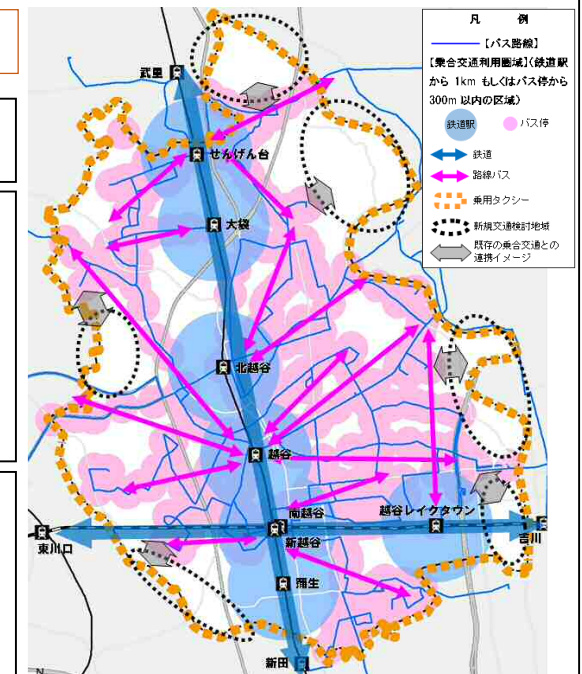 凡 例
【バス路線】
【乗合交通利用圏域】(鉄道駅
から 1km もしくはバス停から
300m 以内の区域)
鉄道駅
バス停
鉄道
路線バス
乗用タクシー
新規交通検討地域
既存の乗合交通との
連携イメージ
武里
せんげん台
大袋
北越谷
越谷
南越谷
越谷レイクタウン
東川口
新越谷
吉川
蒲生
新田
N